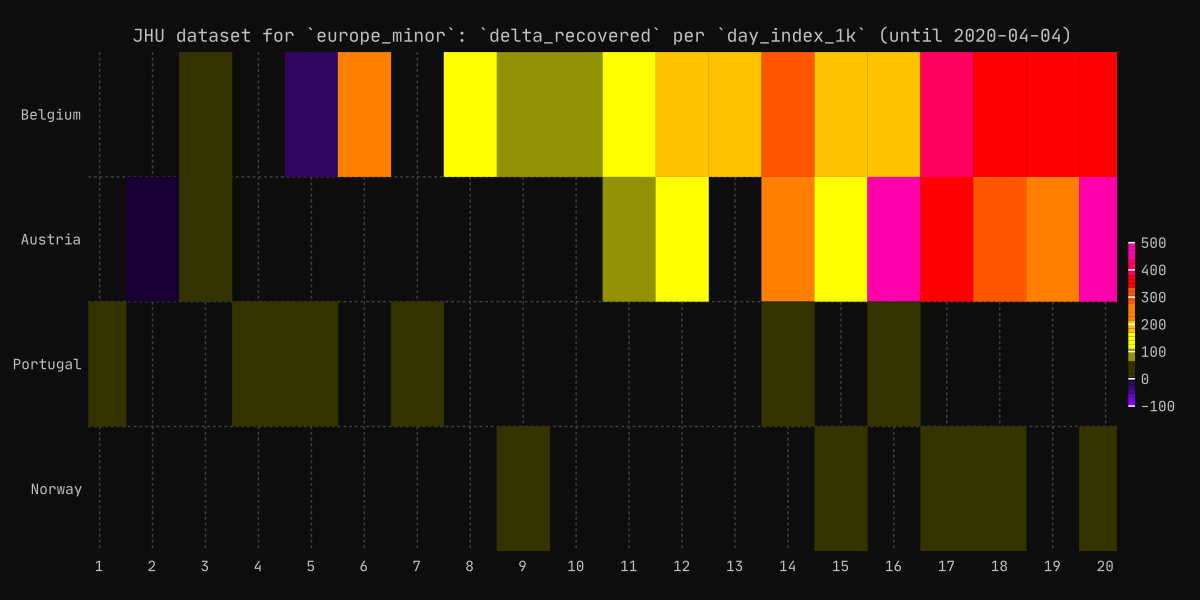 JHU dataset for `europe_minor`: `delta_recovered` per `day_index_1k` (until 2020-04-04)
Belgium
Austria
Portugal
Norway
500
400
300
200
100
0
-100
1 2 3 4 5 6 7 8 9 10 11 12 13 14 15 16 17 18 19 20